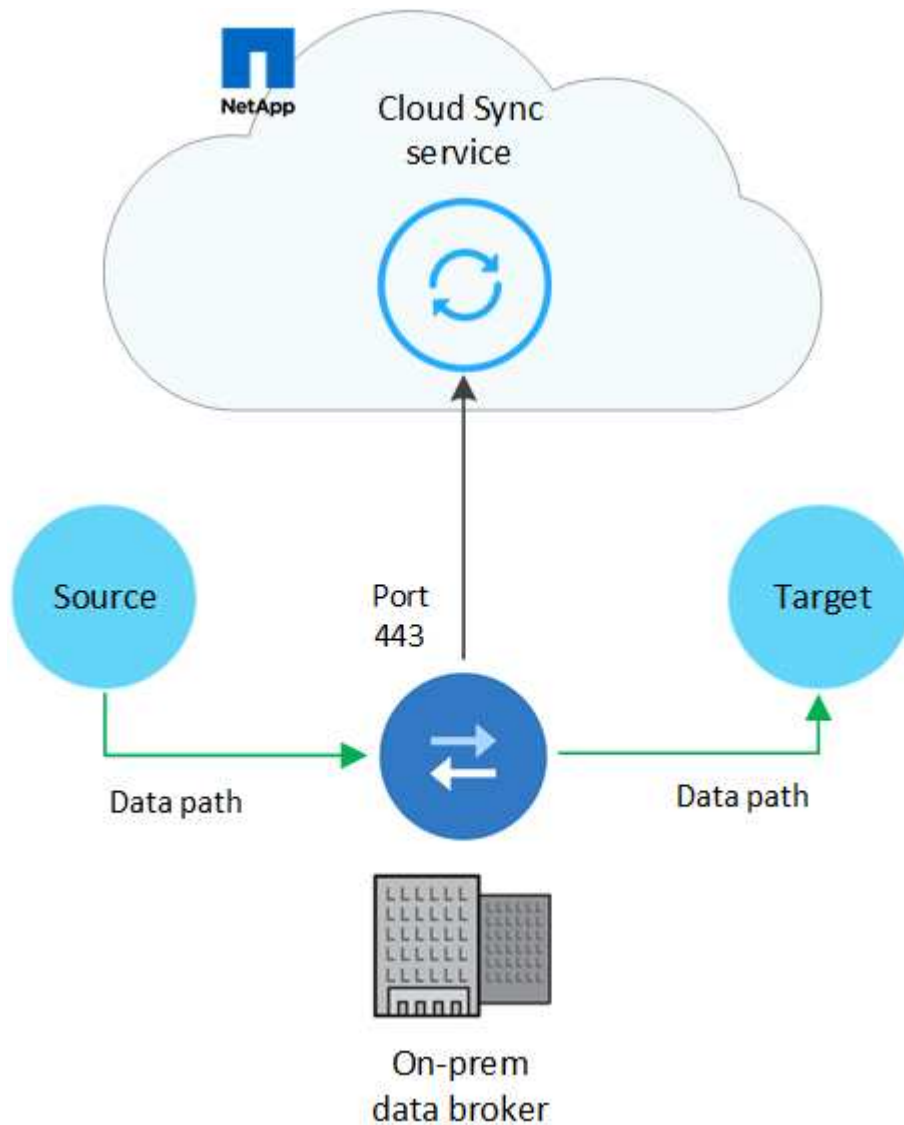 NetApp
Cloud Sync
service
Source
Target
Port
443
Data path
Data path
On-prem
data broker